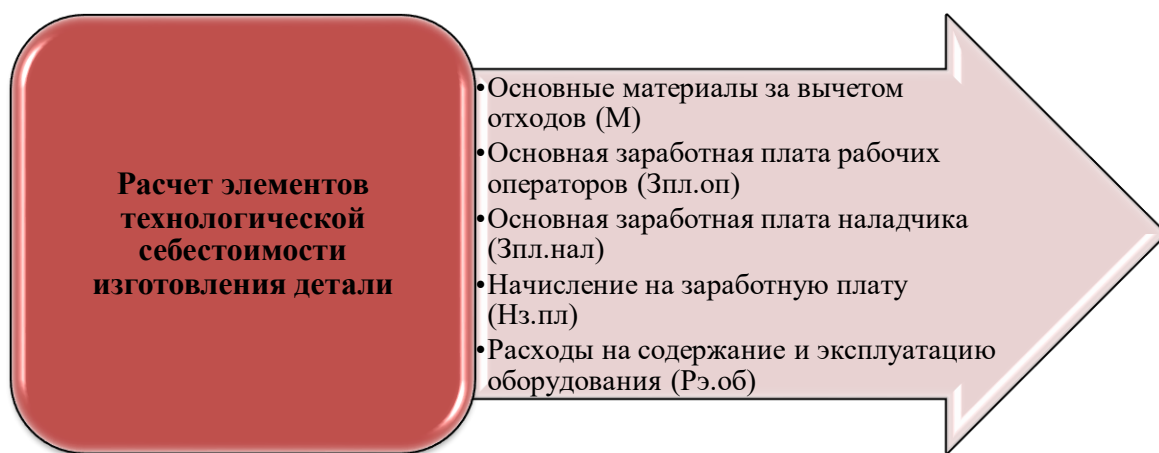 Расчет элементов
технологической
себестоимости
изготовления детали
•Основные материалы за вычетом
отходов (М)
•Основная заработная плата рабочих
операторов (Зпл.оп)
•Основная заработная плата наладчика
(Зпл.нал)
•Начисление на заработную плату
(Нз.пл)
•Расходы на содержание и эксплуатацию
оборудования (Рэ.об)